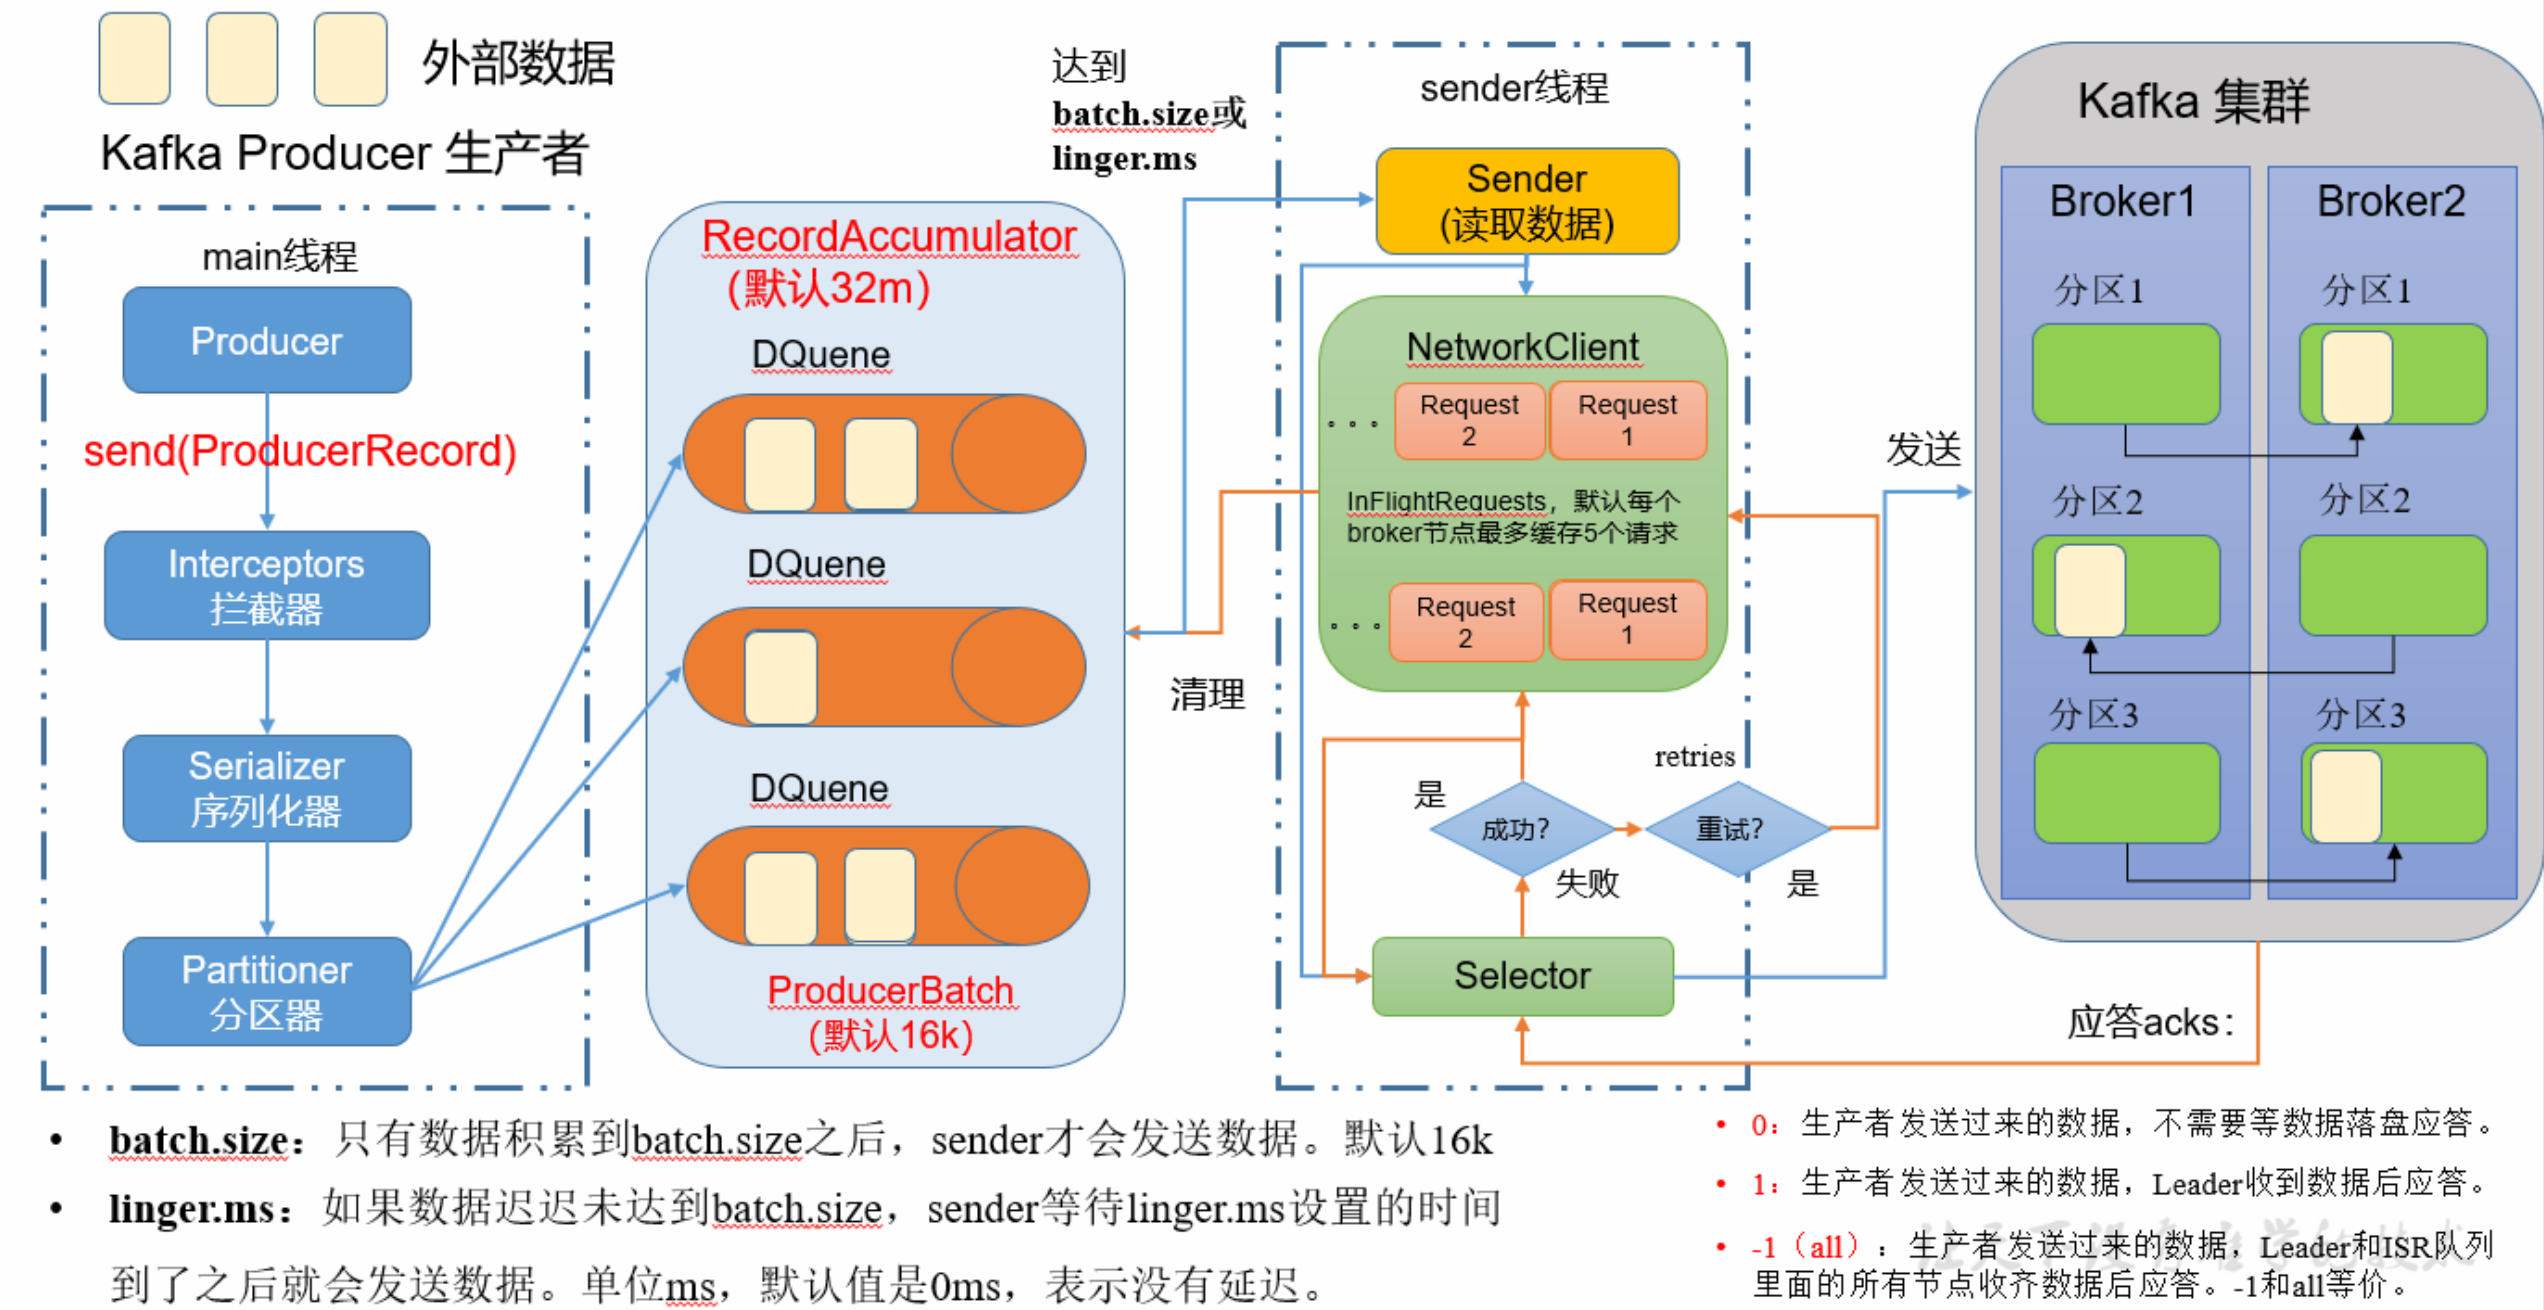 外部数据
Kafka Producer 生产者
main线程
Producer
send(ProducerRecord)
Interceptors
拦截器
Serializer
序列化器
Partitioner
分区器
RecordAccumulator
(默认32m)
DQuene
DQuene
DQuene
ProducerBatch
(默认16k)
达到
batch.size或
linger.ms
清理
sender线程
Sender
(读取数据)
NetworkClient
Request
2
Request
1
InFlightRequests，默认每个
broker节点最多缓存5个请求
Request
2
Request
1
retries
是
成功?
失败
重试?
是
Selector
发送
应答acks：
Kafka 集群
Broker1
分区1
分区2
分区3
Broker2
分区1
分区2
分区3
• batch.size：只有数据积累到batch.size之后，sender才会发送数据。默认16k
• linger.ms：如果数据迟迟未达到batch.size，sender等待linger.ms设置的时间
到了之后就会发送数据。单位ms，默认值是0ms，表示没有延迟。
• 0：生产者发送过来的数据，不需要等数据落盘应答。
• 1：生产者发送过来的数据，Leader收到数据后应答。
• -1（all）：生产者发送过来的数据，Leader和ISR队列
里面的所有节点收齐数据后应答。-1和all等价。
让天下没有难学的技术